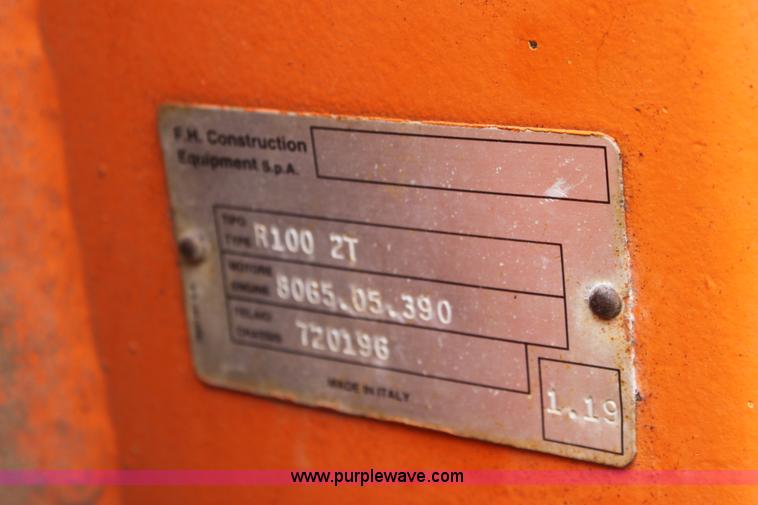 F.H. Construction
Equipment S.p.A.
TIPO
TYPE R100 2T
MOTORE
ENGINE 8065.05.390
TELAIO
CHASSIS 720196
MADE IN ITALY
1.19
www.purplewave.com